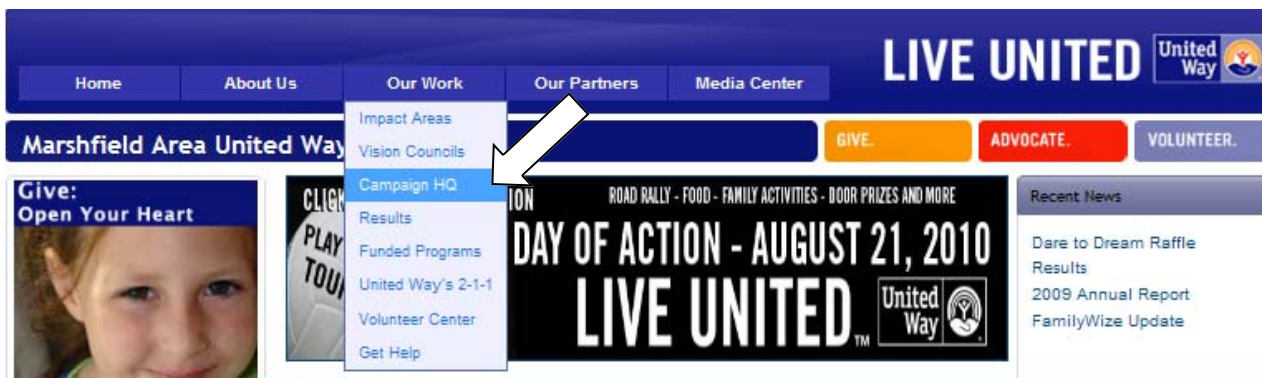 LIVE UNITED United Way
Home About Us Our Work Our Partners Media Center
Marshfield Area United Way
GIVE. ADVOCATE. VOLUNTEER.
Impact Areas
Vision Councils
Campaign HQ
Results
Funded Programs
United Way's 2-1-1
Volunteer Center
Get Help
Give:
Open Your Heart
ROAD RALLY - FOOD - FAMILY ACTIVITIES - DOOR PRIZES AND MORE
DAY OF ACTION - AUGUST 21, 2010
LIVE UNITED TM United Way
Recent News
Dare to Dream Raffle
Results
2009 Annual Report
FamilyWize Update